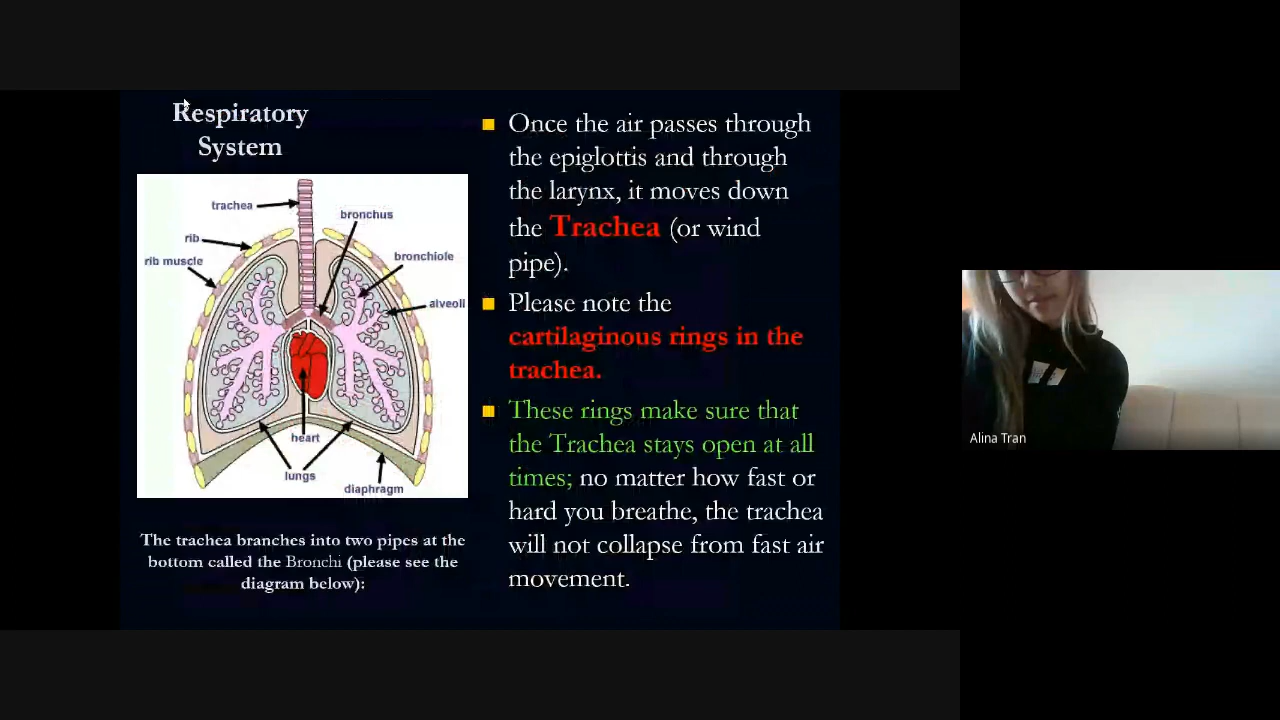 Respiratory
System
trachea
bronchus
rib
bronchiole
rib muscle
alveoli
heart
lungs
diaphragm
The trachea branches into two pipes at the
bottom called the Bronchi (please see the
diagram below):
Once the air passes through
the epiglottis and through
the larynx, it moves down
the Trachea (or wind
pipe).
Please note the
cartilaginous rings in the
trachea.
These rings make sure that
the Trachea stays open at all
times; no matter how fast or
hard you breathe, the trachea
will not collapse from fast air
movement.
Alina Tran